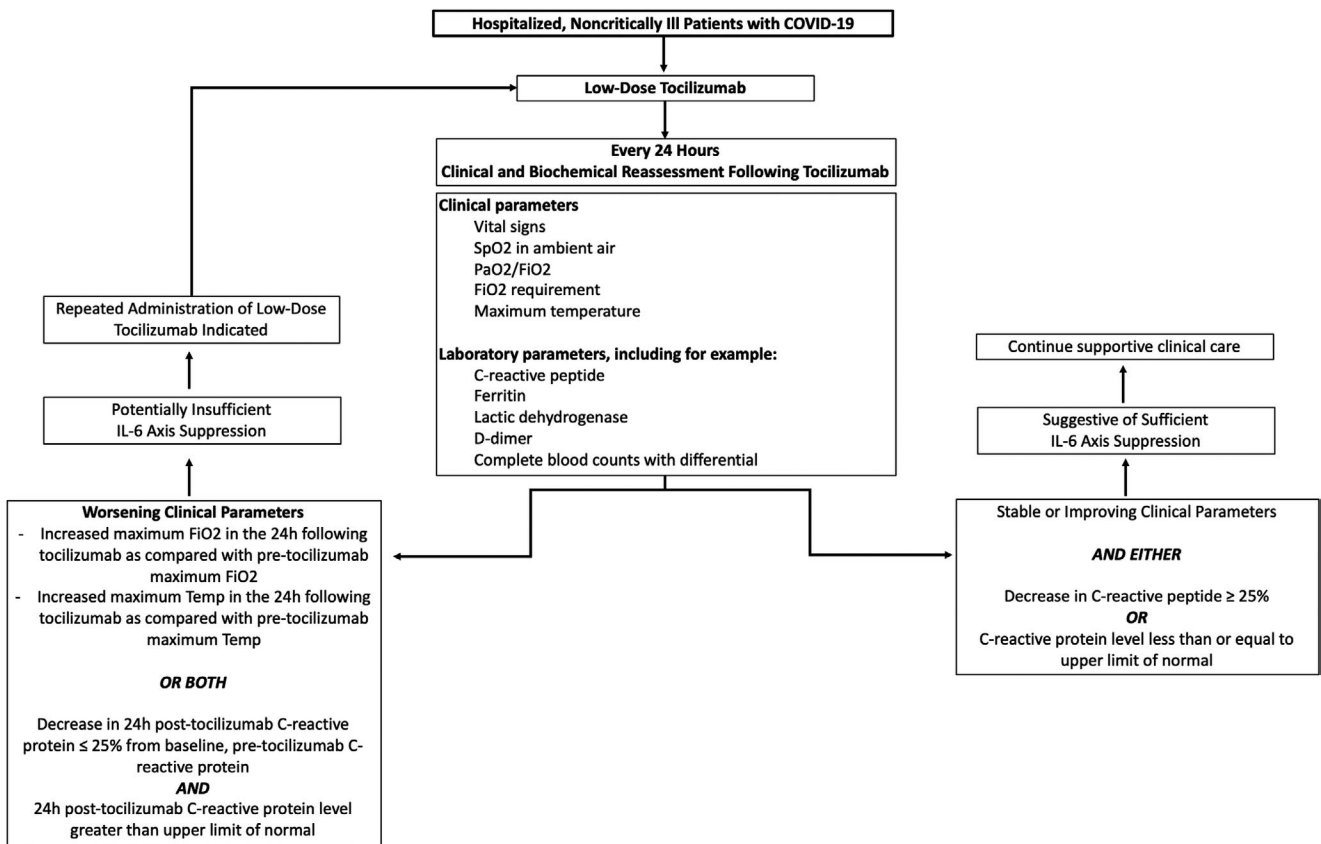 Hospitalized, Noncritically Ill Patients with COVID-19
Low-Dose Tocilizumab
Every 24 Hours
Clinical and Biochemical Reassessment Following Tocilizumab
Clinical parameters
Vital signs
SpO2 in ambient air
PaO2/FiO2
FiO2 requirement
Maximum temperature
Laboratory parameters, including for example:
C-reactive peptide
Ferritin
Lactic dehydrogenase
D-dimer
Complete blood counts with differential
Repeated Administration of Low-Dose
Tocilizumab Indicated
Potentially Insufficient
IL-6 Axis Suppression
Worsening Clinical Parameters
- Increased maximum FiO2 in the 24h following
tocilizumab as compared with pre-tocilizumab
maximum FiO2
- Increased maximum Temp in the 24h following
tocilizumab as compared with pre-tocilizumab
maximum Temp
OR BOTH
Decrease in 24h post-tocilizumab C-reactive
protein ≤ 25% from baseline, pre-tocilizumab C-
reactive protein
AND
24h post-tocilizumab C-reactive protein level
greater than upper limit of normal
Continue supportive clinical care
Suggestive of Sufficient
IL-6 Axis Suppression
Stable or Improving Clinical Parameters
AND EITHER
Decrease in C-reactive peptide ≥ 25%
OR
C-reactive protein level less than or equal to
upper limit of normal